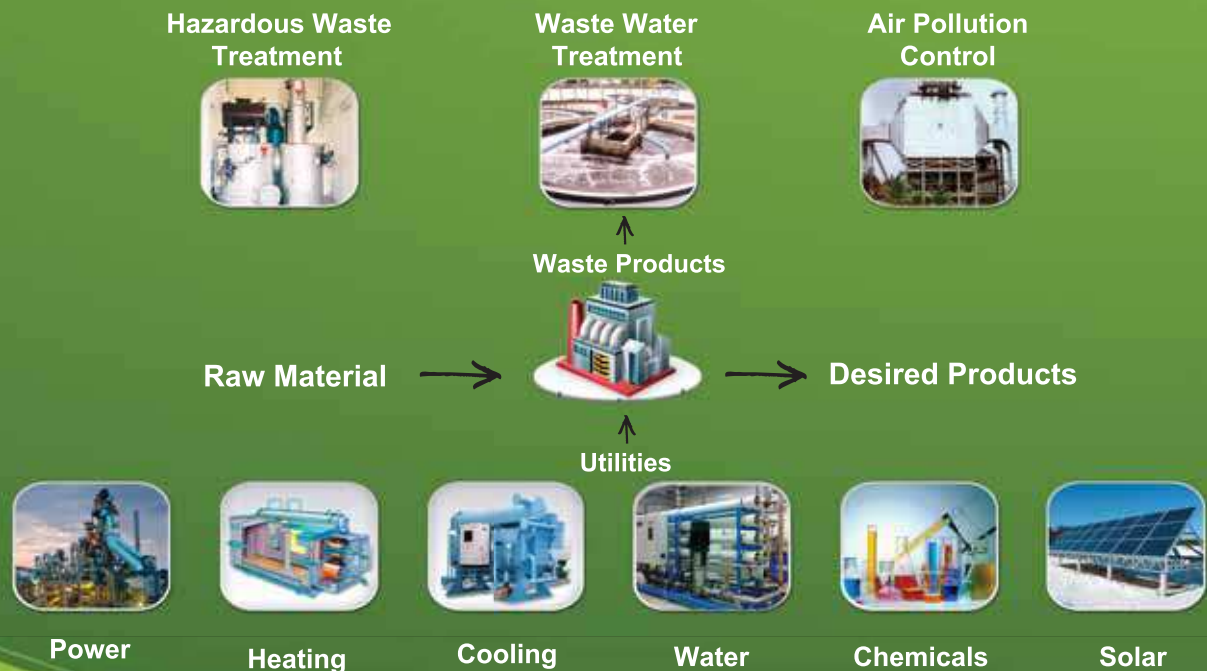 Hazardous Waste
Treatment
Waste Water
Treatment
Air Pollution
Control
Waste Products
Raw Material
Desired Products
Utilities
Power
Heating
Cooling
Water
Chemicals
Solar